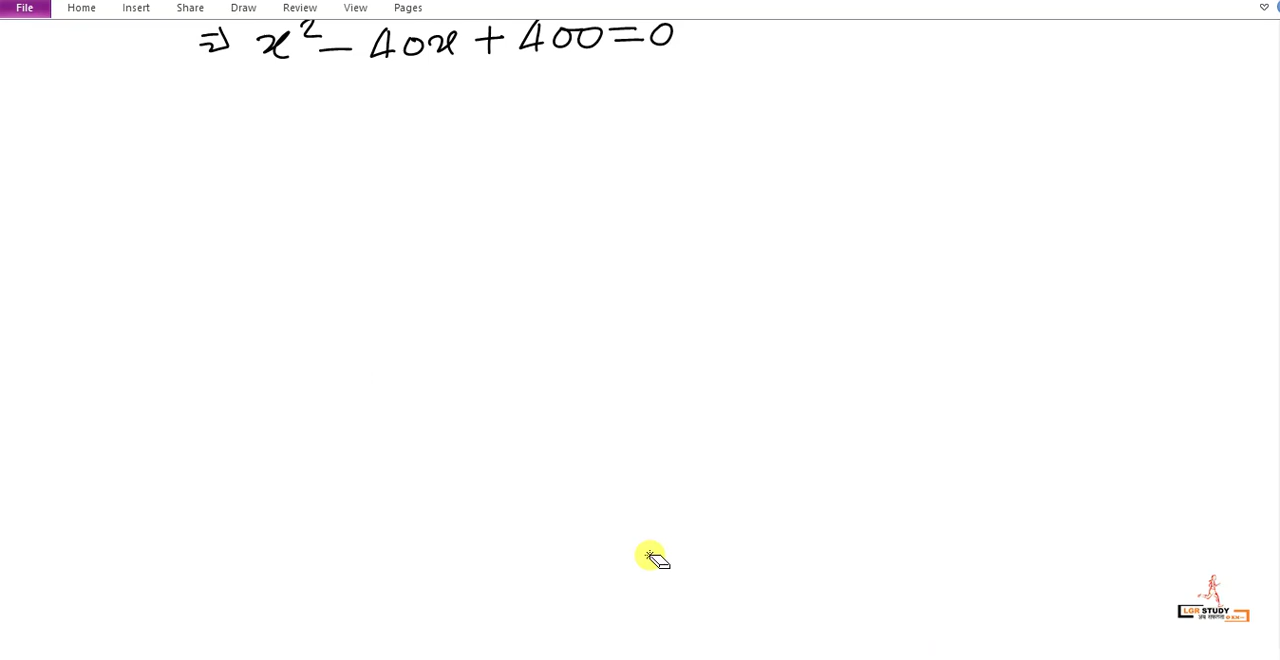 File Home Insert Share Draw Review View Pages
⇒ x² - 40x + 400 = 0
LGR STUDY